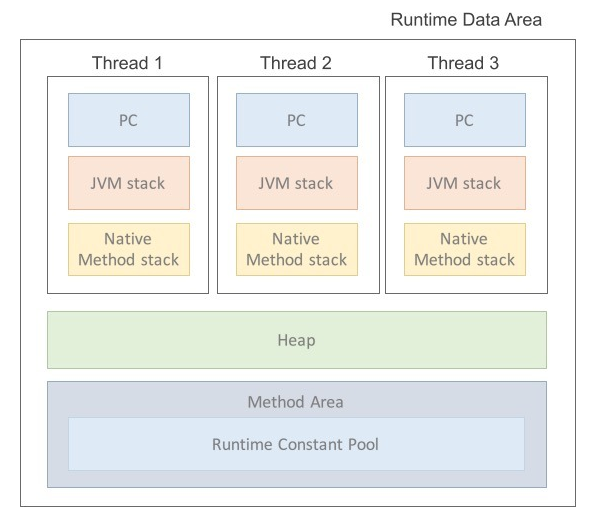 Runtime Data Area
Thread 1
Thread 2
Thread 3
PC
PC
PC
JVM stack
JVM stack
JVM stack
Native
Method stack
Native
Method stack
Native
Method stack
Heap
Method Area
Runtime Constant Pool